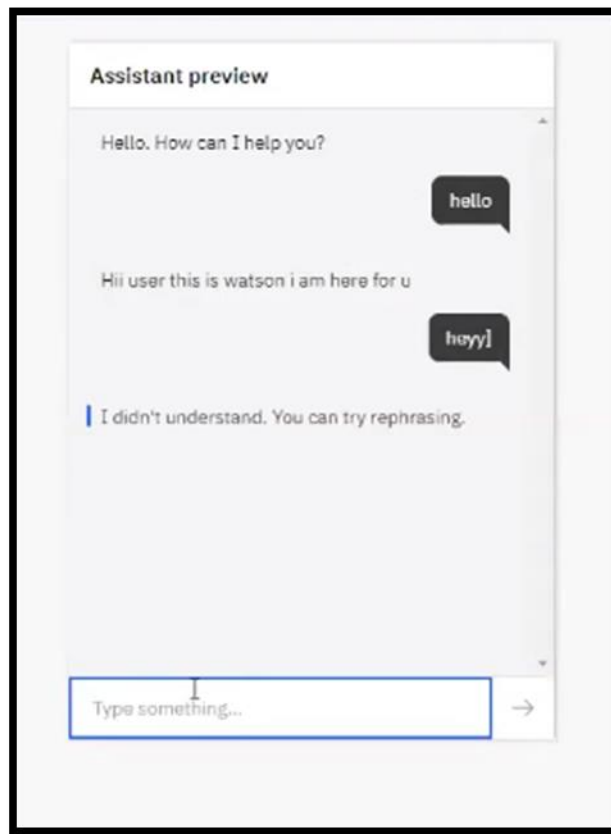 Assistant preview
Hello. How can I help you?
hello
Hii user this is watson i am here for u
heyy]
I didn't understand. You can try rephrasing.
Type something...